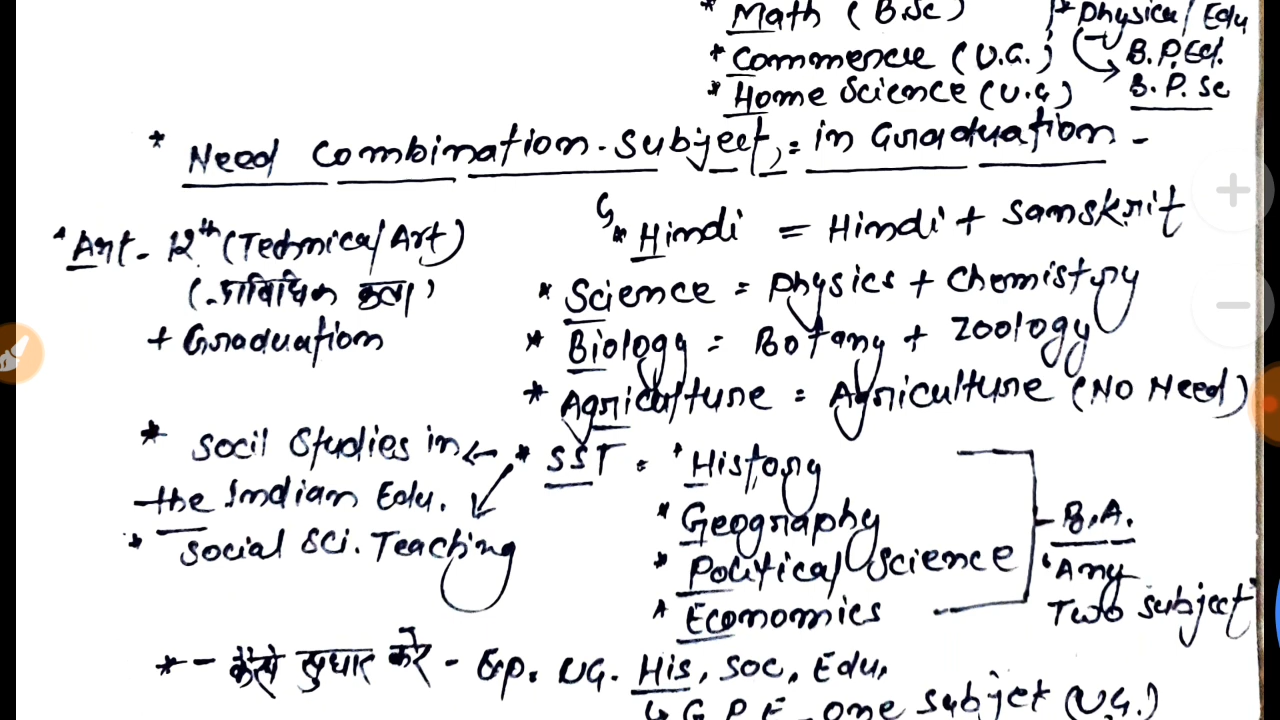 * Math (B.Sc) * Physical Edu
* Commerce (U.G.) B.P.Ed.
* Home Science (U.G) B.P.Sc
* Need Combination. Subject, = in Graduation -
* Art - 12th (Technical Art)
(प्राविधिक कला)
+ Graduation
* Hindi = Hindi + Samskrit
* Science = Physics + Chemistry
* Biology = Botany + Zoology
* Agriculture = Agriculture (NO Need)
* Socil Studies in ← * SST = * History
the Indian Edu. * Geography
* Social Sci. Teaching * Political Science
* Economics
B.A.
Any
Two subject
* - कैसे सुधार करें - Exp. UG. His, Soc, Edu,
↳ G P E one subject (U.G.)